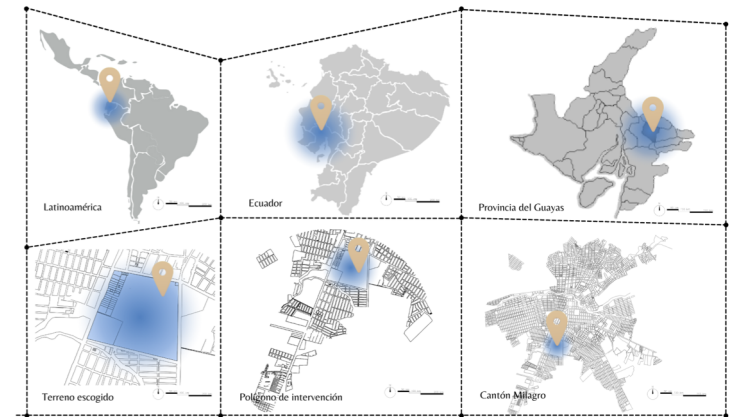 Latinoamérica
Ecuador
Provincia del Guayas
Terreno escogido
Polígono de intervención
Cantón Milagro